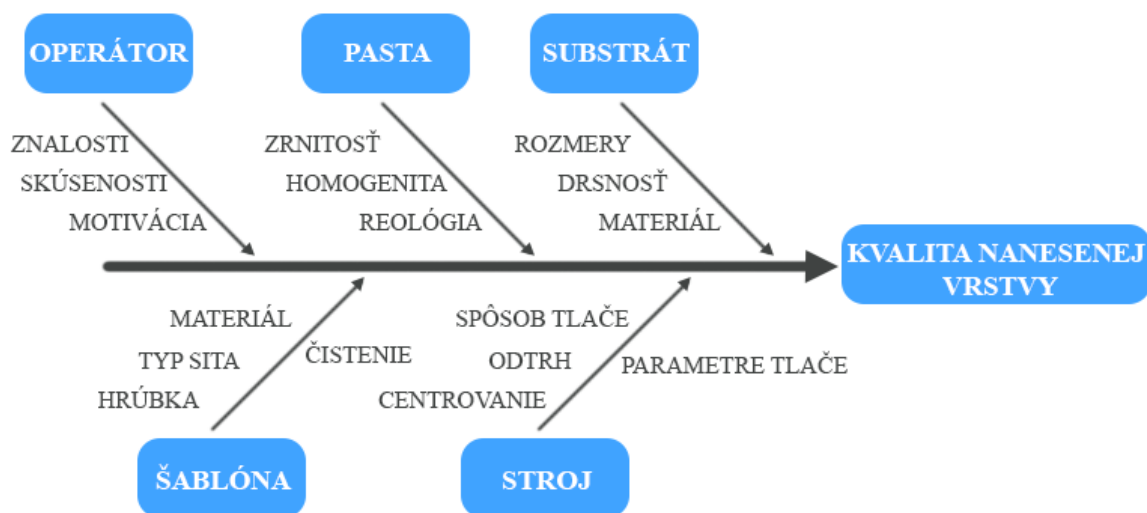 OPERÁTOR
PASTA
SUBSTRÁT
ZNALOSTI
SKÚSENOSTI
MOTIVÁCIA
ZRNITOSŤ
HOMOGENITA
REOLÓGIA
ROZMERY
DRSNOSŤ
MATERIÁL
KVALITA NANESENEJ
VRSTVY
MATERIÁL
TYP SITA
HRÚBKA
ČISTENIE
SPÔSOB TLAČE
ODTRH
CENTROVANIE
PARAMETRE TLAČE
ŠABLÓNA
STROJ